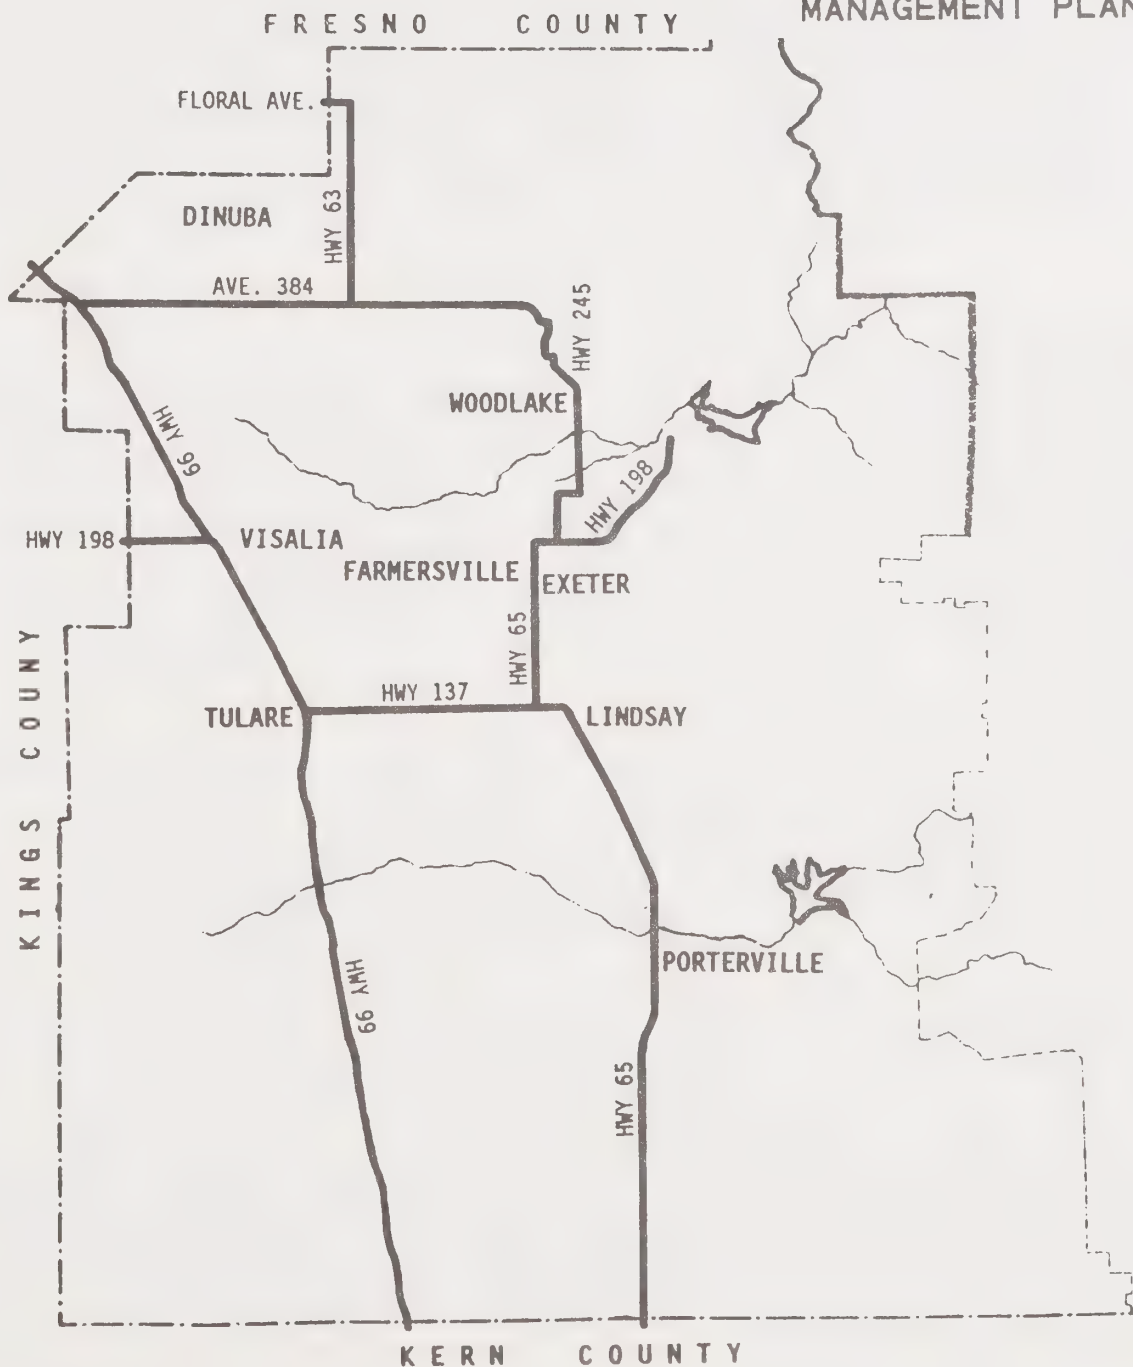 MANAGEMENT PLAN
FRESNO COUNTY
FLORAL AVE.
HWY 63
DINUBA
AVE. 384
HWY 245
WOODLAKE
HWY 99
HWY 198
HWY 198
VISALIA
FARMERSVILLE
EXETER
HWY 65
KINGS COUNY
HWY 137
TULARE
LINDSAY
PORTERVILLE
HWY 99
HWY 65
KERN COUNTY